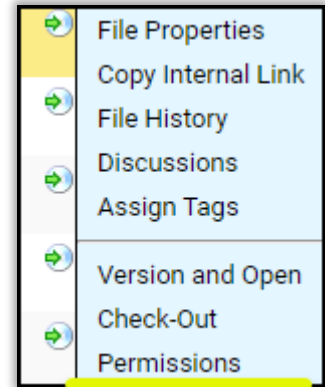 File Properties
Copy Internal Link
File History
Discussions
Assign Tags
Version and Open
Check-Out
Permissions